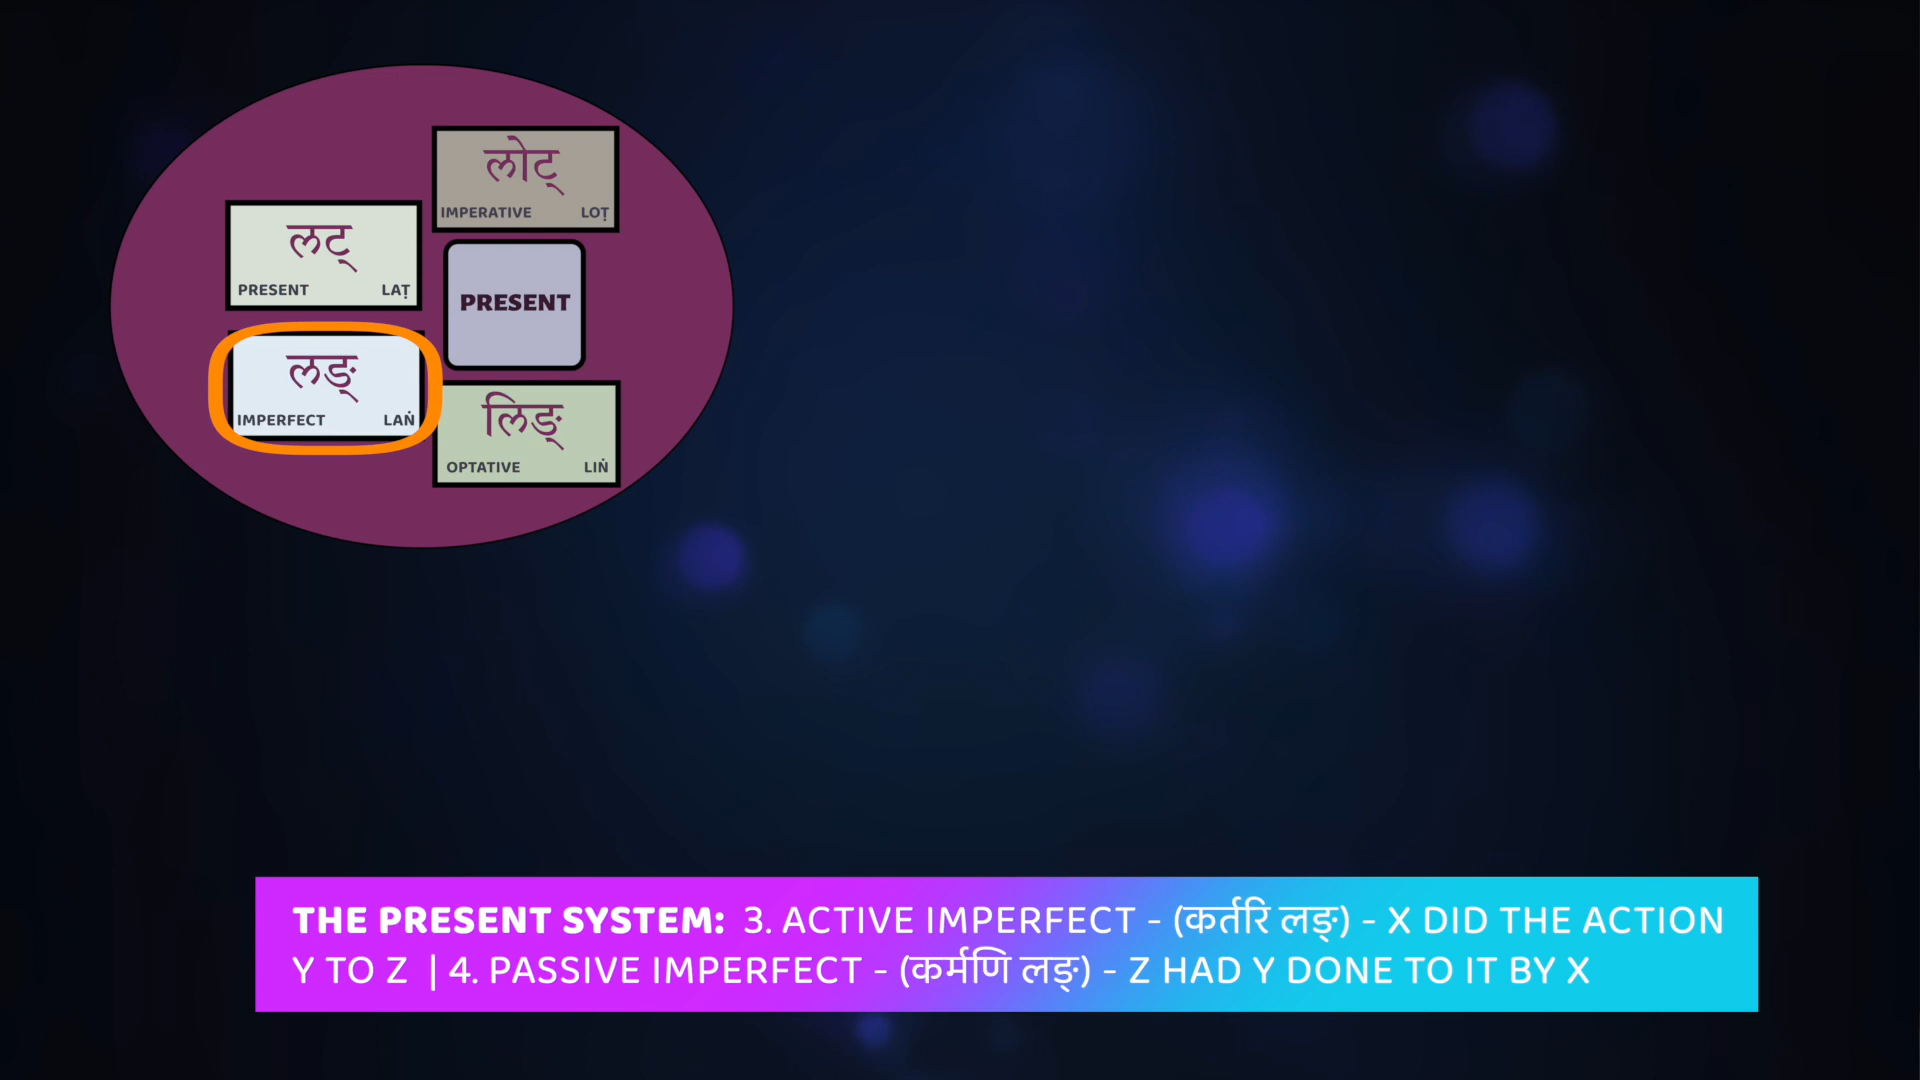 लोट्
IMPERATIVE LOṬ
लट्
PRESENT LAṬ
PRESENT
लङ्
IMPERFECT LAṄ
लिङ्
OPTATIVE LIṄ
THE PRESENT SYSTEM: 3. ACTIVE IMPERFECT - (कर्तरि लङ्) - X DID THE ACTION
Y TO Z | 4. PASSIVE IMPERFECT - (कर्मणि लङ्) - Z HAD Y DONE TO IT BY X